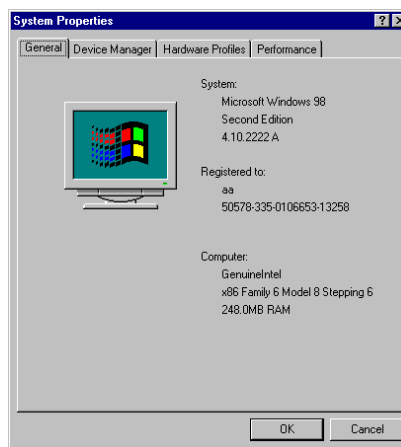 System Properties
General Device Manager Hardware Profiles Performance
System:
Microsoft Windows 98
Second Edition
4.10.2222 A
Registered to:
aa
50578-335-0106653-13258
Computer:
GenuineIntel
x86 Family 6 Model 8 Stepping 6
248.0MB RAM
OK Cancel